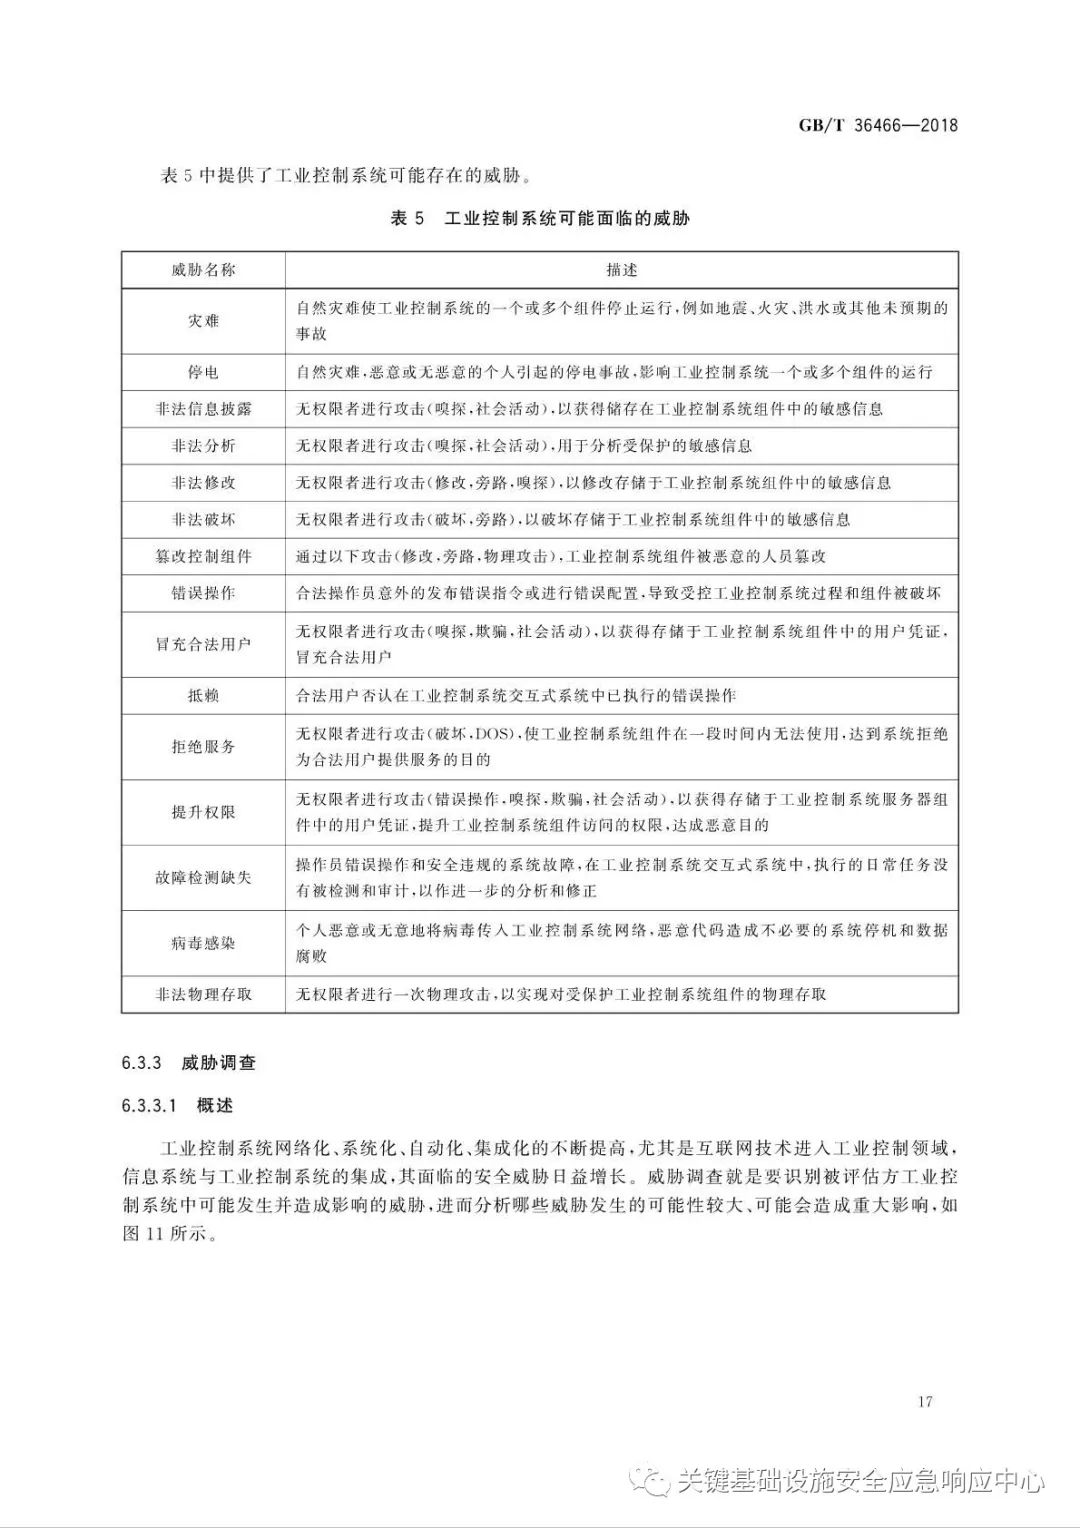 GB/T 36466—2018
表 5 中提供了工业控制系统可能存在的威胁。
表 5 工业控制系统可能面临的威胁
威胁名称 描述
灾难 自然灾难使工业控制系统的一个或多个组件停止运行,例如地震、火灾、洪水或其他未预期的
事故
停电 自然灾难,恶意或无恶意的个人引起的停电事故,影响工业控制系统一个或多个组件的运行
非法信息披露 无权限者进行攻击(嗅探,社会活动),以获得储存在工业控制系统组件中的敏感信息
非法分析 无权限者进行攻击(嗅探,社会活动),用于分析受保护的敏感信息
非法修改 无权限者进行攻击(修改,旁路,嗅探),以修改存储于工业控制系统组件中的敏感信息
非法破坏 无权限者进行攻击(破坏,旁路),以破坏存储于工业控制系统组件中的敏感信息
篡改控制组件 通过以下攻击(修改,旁路,物理攻击),工业控制系统组件被恶意的人员篡改
错误操作 合法操作员意外的发布错误指令或进行错误配置,导致受控工业控制系统过程和组件被破坏
冒充合法用户 无权限者进行攻击(嗅探,欺骗,社会活动),以获得存储于工业控制系统组件中的用户凭证,
冒充合法用户
抵赖 合法用户否认在工业控制系统交互式系统中已执行的错误操作
拒绝服务 无权限者进行攻击(破坏,DOS),使工业控制系统组件在一段时间内无法使用,达到系统拒绝
为合法用户提供服务的目的
提升权限 无权限者进行攻击(错误操作,嗅探,欺骗,社会活动),以获得存储于工业控制系统服务器组
件中的用户凭证,提升工业控制系统组件访问的权限,达成恶意目的
故障检测缺失 操作员错误操作和安全违规的系统故障,在工业控制系统交互式系统中,执行的日常任务没
有被检测和审计,以作进一步的分析和修正
病毒感染 个人恶意或无意地将病毒传入工业控制系统网络,恶意代码造成不必要的系统停机和数据
腐败
非法物理存取 无权限者进行一次物理攻击,以实现对受保护工业控制系统组件的物理存取
6.3.3 威胁调查
6.3.3.1 概述
工业控制系统网络化、系统化、自动化、集成化的不断提高,尤其是互联网技术进入工业控制领域,
信息系统与工业控制系统的集成,其面临的安全威胁日益增长。威胁调查就是要识别被评估方工业控
制系统中可能发生并造成影响的威胁,进而分析哪些威胁发生的可能性较大、可能会造成重大影响,如
图 11 所示。
17
关键基础设施安全应急响应中心